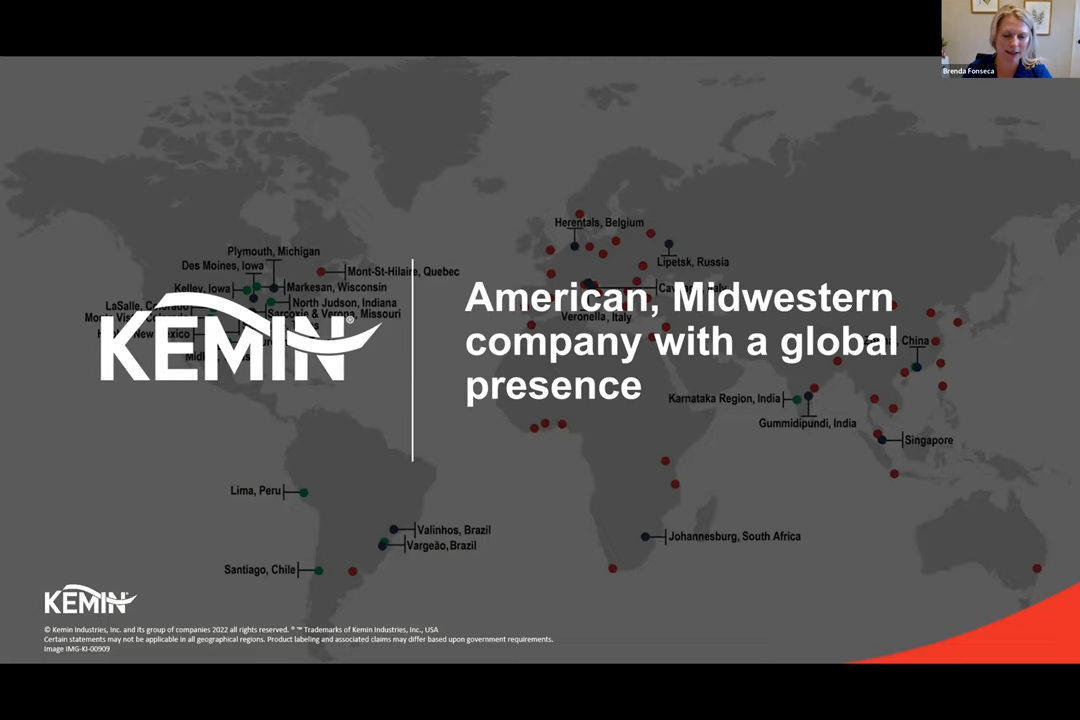 Brenda Fonseca
Herentals, Belgium
Plymouth, Michigan
Lipetsk, Russia
Des Moines, Iowa
Mont-St-Hilaire, Quebec
Kelley, Iowa
Markesan, Wisconsin
North Judson, Indiana
LaSalle, Colorado
Sarcoxie & Verona, Missouri
Veronella, Italy
KEMIN®
American, Midwestern
company with a global
presence
China
Karnataka Region, India
Gummidipundi, India
Singapore
Lima, Peru
Valinhos, Brazil
Vargeão, Brazil
Johannesburg, South Africa
Santiago, Chile
KEMIN
© Kemin Industries, Inc. and its group of companies 2022 all rights reserved. ® ™ Trademarks of Kemin Industries, Inc., USA
Certain statements may not be applicable in all geographical regions. Product labeling and associated claims may differ based upon government requirements.
Image IMG-KI-00909